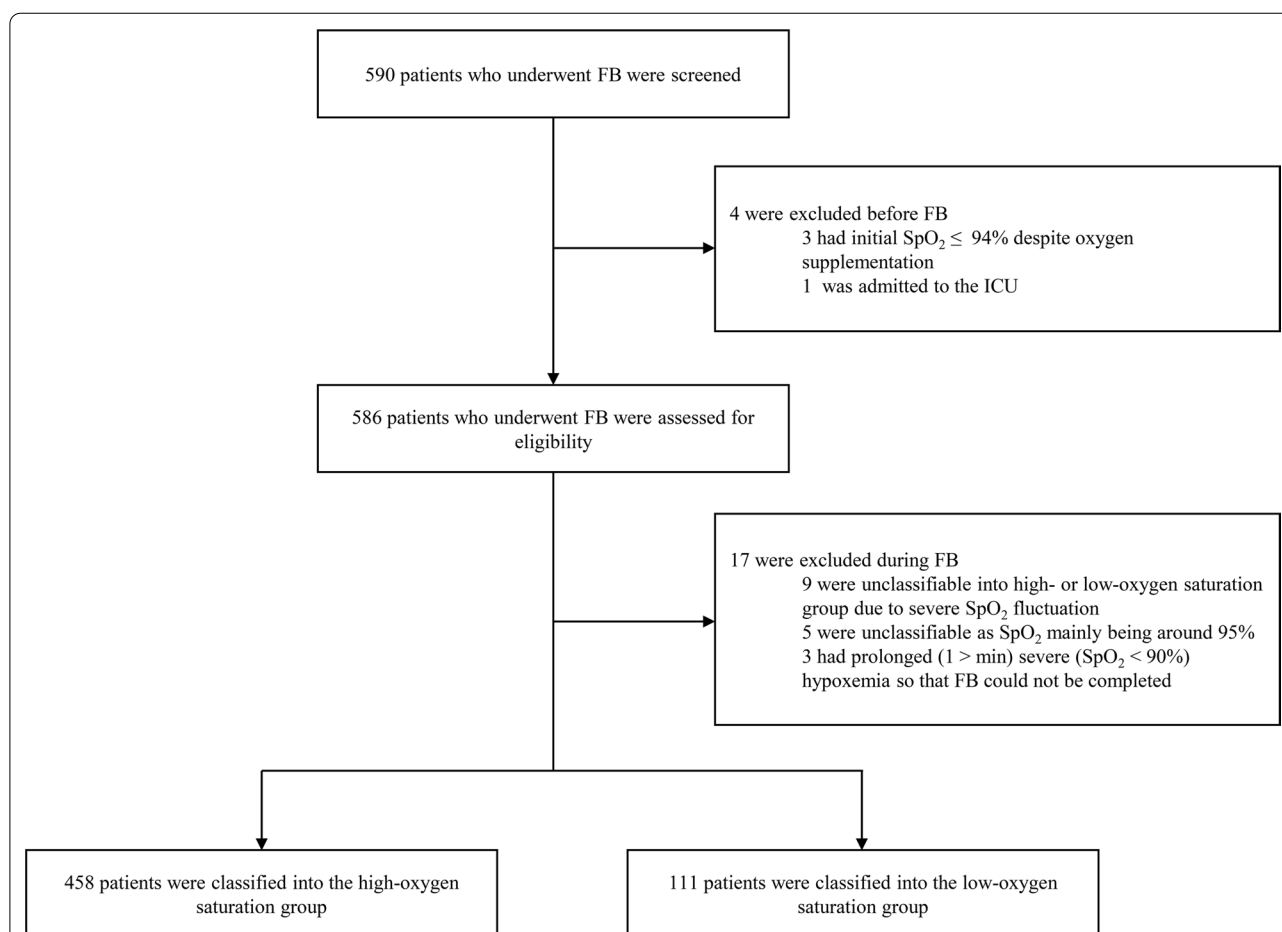 590 patients who underwent FB were screened
4 were excluded before FB
3 had initial SpO₂ ≤ 94% despite oxygen
supplementation
1 was admitted to the ICU
586 patients who underwent FB were assessed for
eligibility
17 were excluded during FB
9 were unclassifiable into high- or low-oxygen saturation
group due to severe SpO₂ fluctuation
5 were unclassifiable as SpO₂ mainly being around 95%
3 had prolonged (1 > min) severe (SpO₂ < 90%)
hypoxemia so that FB could not be completed
458 patients were classified into the high-oxygen
saturation group
111 patients were classified into the low-oxygen
saturation group